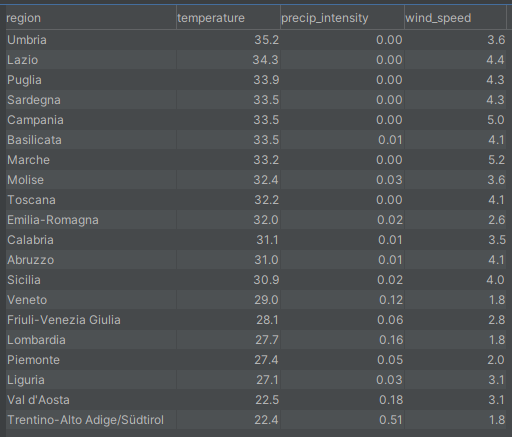 region temperature precip_intensity wind_speed
Umbria 35.2 0.00 3.6
Lazio 34.3 0.00 4.4
Puglia 33.9 0.00 4.3
Sardegna 33.5 0.00 4.3
Campania 33.5 0.00 5.0
Basilicata 33.5 0.01 4.1
Marche 33.2 0.00 5.2
Molise 32.4 0.03 3.6
Toscana 32.2 0.00 4.1
Emilia-Romagna 32.0 0.02 2.6
Calabria 31.1 0.01 3.5
Abruzzo 31.0 0.01 4.1
Sicilia 30.9 0.02 4.0
Veneto 29.0 0.12 1.8
Friuli-Venezia Giulia 28.1 0.06 2.8
Lombardia 27.7 0.16 1.8
Piemonte 27.4 0.05 2.0
Liguria 27.1 0.03 3.1
Val d'Aosta 22.5 0.18 3.1
Trentino-Alto Adige/Südtirol 22.4 0.51 1.8